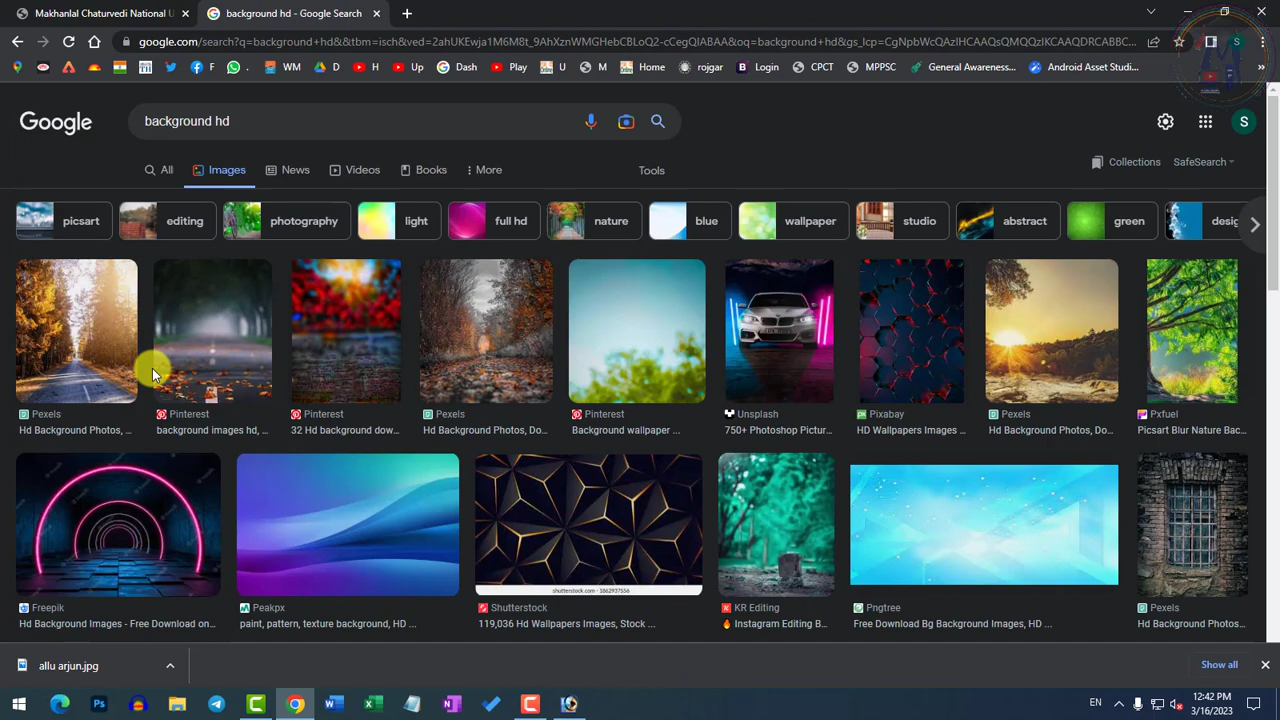 Makhanlal Chaturvedi National U
background hd - Google Search
google.com/search?q=background+hd&tbm=isch&ved=2ahUKEwja1M6M8t_9AhXznWMGHebCBLoQ2-cCegQIABAA&oq=background+hd&gs_lcp=CgNpbWcQAzIHCAAQsQMQQzIKCAAQsQMQQzIKCAAQ...
F
.
WM
D
H
Up
Dash
Play
U
M
Home
rojgar
Login
CPCT
MPPSC
General Awareness...
Android Asset Studi...
Google
background hd
S
All
Images
News
Videos
Books
More
Tools
Collections
SafeSearch
picsart
editing
photography
light
full hd
nature
blue
wallpaper
studio
abstract
green
desig
Pexels
Pinterest
Pinterest
Pexels
Pinterest
Unsplash
Pixabay
Pexels
Pxfuel
Hd Background Photos, ...
background images hd, ...
32 Hd background dow...
Hd Background Photos, Do...
Background wallpaper ...
750+ Photoshop Pictur...
HD Wallpapers Images ...
Hd Background Photos, Do...
Picsart Blur Nature Bac...
shutterstock.com · 1862937556
Freepik
Peakpx
Shutterstock
KR Editing
Pngtree
Pexels
Hd Background Images - Free Download on...
paint, pattern, texture background, HD ...
119,036 Hd Wallpapers Images, Stock ...
🔥 Instagram Editing B...
Free Download Bg Background Images, HD ...
Hd Background Photos...
allu arjun.jpg
Show all
EN
12:42 PM
3/16/2023